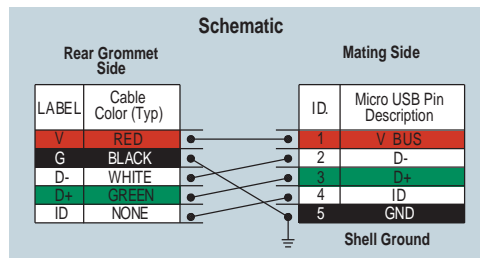 Schematic
Rear Grommet
Side
Mating Side
LABEL
Cable
Color (Typ)
ID.
Micro USB Pin
Description
V RED 1 V BUS
G BLACK 2 D-
D- WHITE 3 D+
D+ GREEN 4 ID
ID NONE 5 GND
Shell Ground